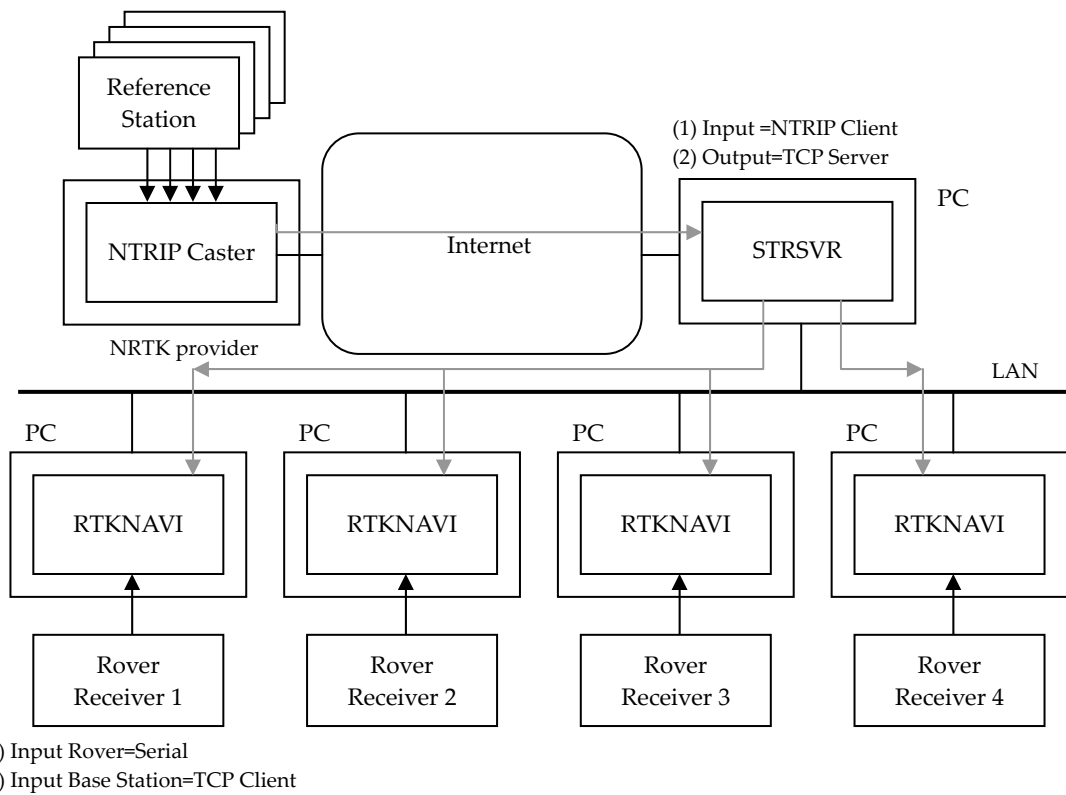 Reference
Station
(1) Input =NTRIP Client
(2) Output=TCP Server
PC
NTRIP Caster
Internet
STRSVR
NRTK provider
LAN
PC
PC
PC
PC
RTKNAVI
RTKNAVI
RTKNAVI
RTKNAVI
Rover
Receiver 1
Rover
Receiver 2
Rover
Receiver 3
Rover
Receiver 4
) Input Rover=Serial
) Input Base Station=TCP Client